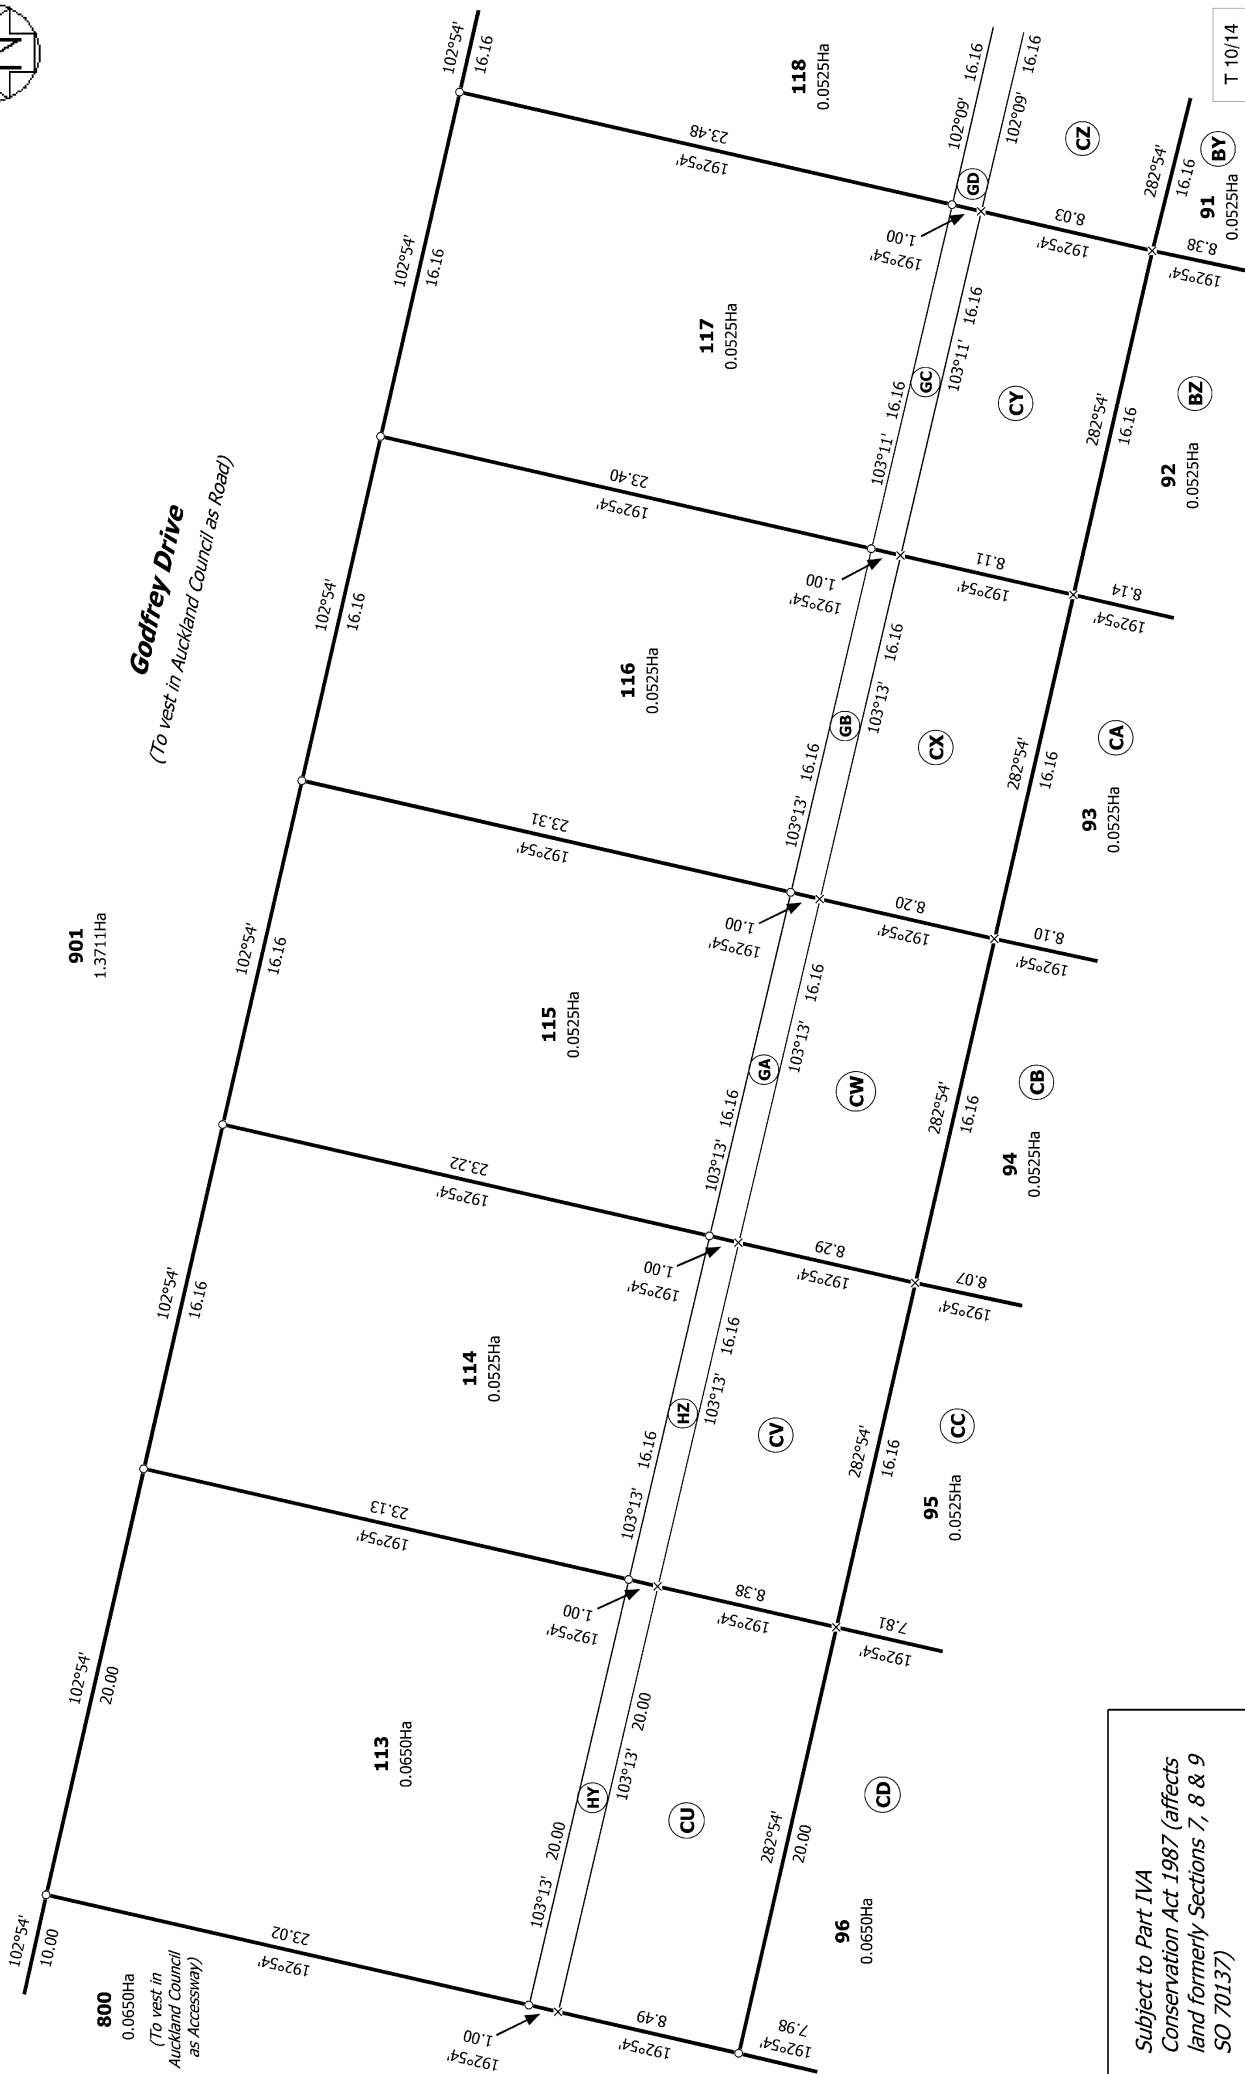 N
901
1.3711Ha
Godfrey Drive
(To vest in Auckland Council as Road)
800
0.0650Ha
(To vest in
Auckland Council
as Accessway)
102°54'
10.00
102°54'
20.00
102°54'
16.16
102°54'
16.16
102°54'
16.16
102°54'
16.16
102°54'
16.16
23.02
192°54'
113
0.0650Ha
23.13
192°54'
114
0.0525Ha
23.22
192°54'
115
0.0525Ha
23.31
192°54'
116
0.0525Ha
23.40
192°54'
117
0.0525Ha
23.48
192°54'
118
0.0525Ha
1.00
192°54'
103°13'
20.00
HY
103°13'
20.00
1.00
192°54'
103°13'
16.16
HZ
103°13'
16.16
1.00
192°54'
103°13'
16.16
GA
103°13'
16.16
1.00
192°54'
103°13'
16.16
GB
103°13'
16.16
1.00
192°54'
103°11'
16.16
GC
103°11'
16.16
1.00
192°54'
102°09'
16.16
GD
102°09'
16.16
8.49
192°54'
CU
8.38
192°54'
CV
8.29
192°54'
CW
8.20
192°54'
CX
8.11
192°54'
CY
8.03
192°54'
CZ
282°54'
20.00
282°54'
16.16
282°54'
16.16
282°54'
16.16
282°54'
16.16
282°54'
16.16
7.98
192°54'
96
0.0650Ha
CD
7.81
192°54'
95
0.0525Ha
CC
8.07
192°54'
94
0.0525Ha
CB
8.10
192°54'
93
0.0525Ha
CA
8.14
192°54'
92
0.0525Ha
BZ
8.38
192°54'
91
0.0525Ha
BY
Subject to Part IVA
Conservation Act 1987 (affects
land formerly Sections 7, 8 & 9
SO 70137)
T 10/14